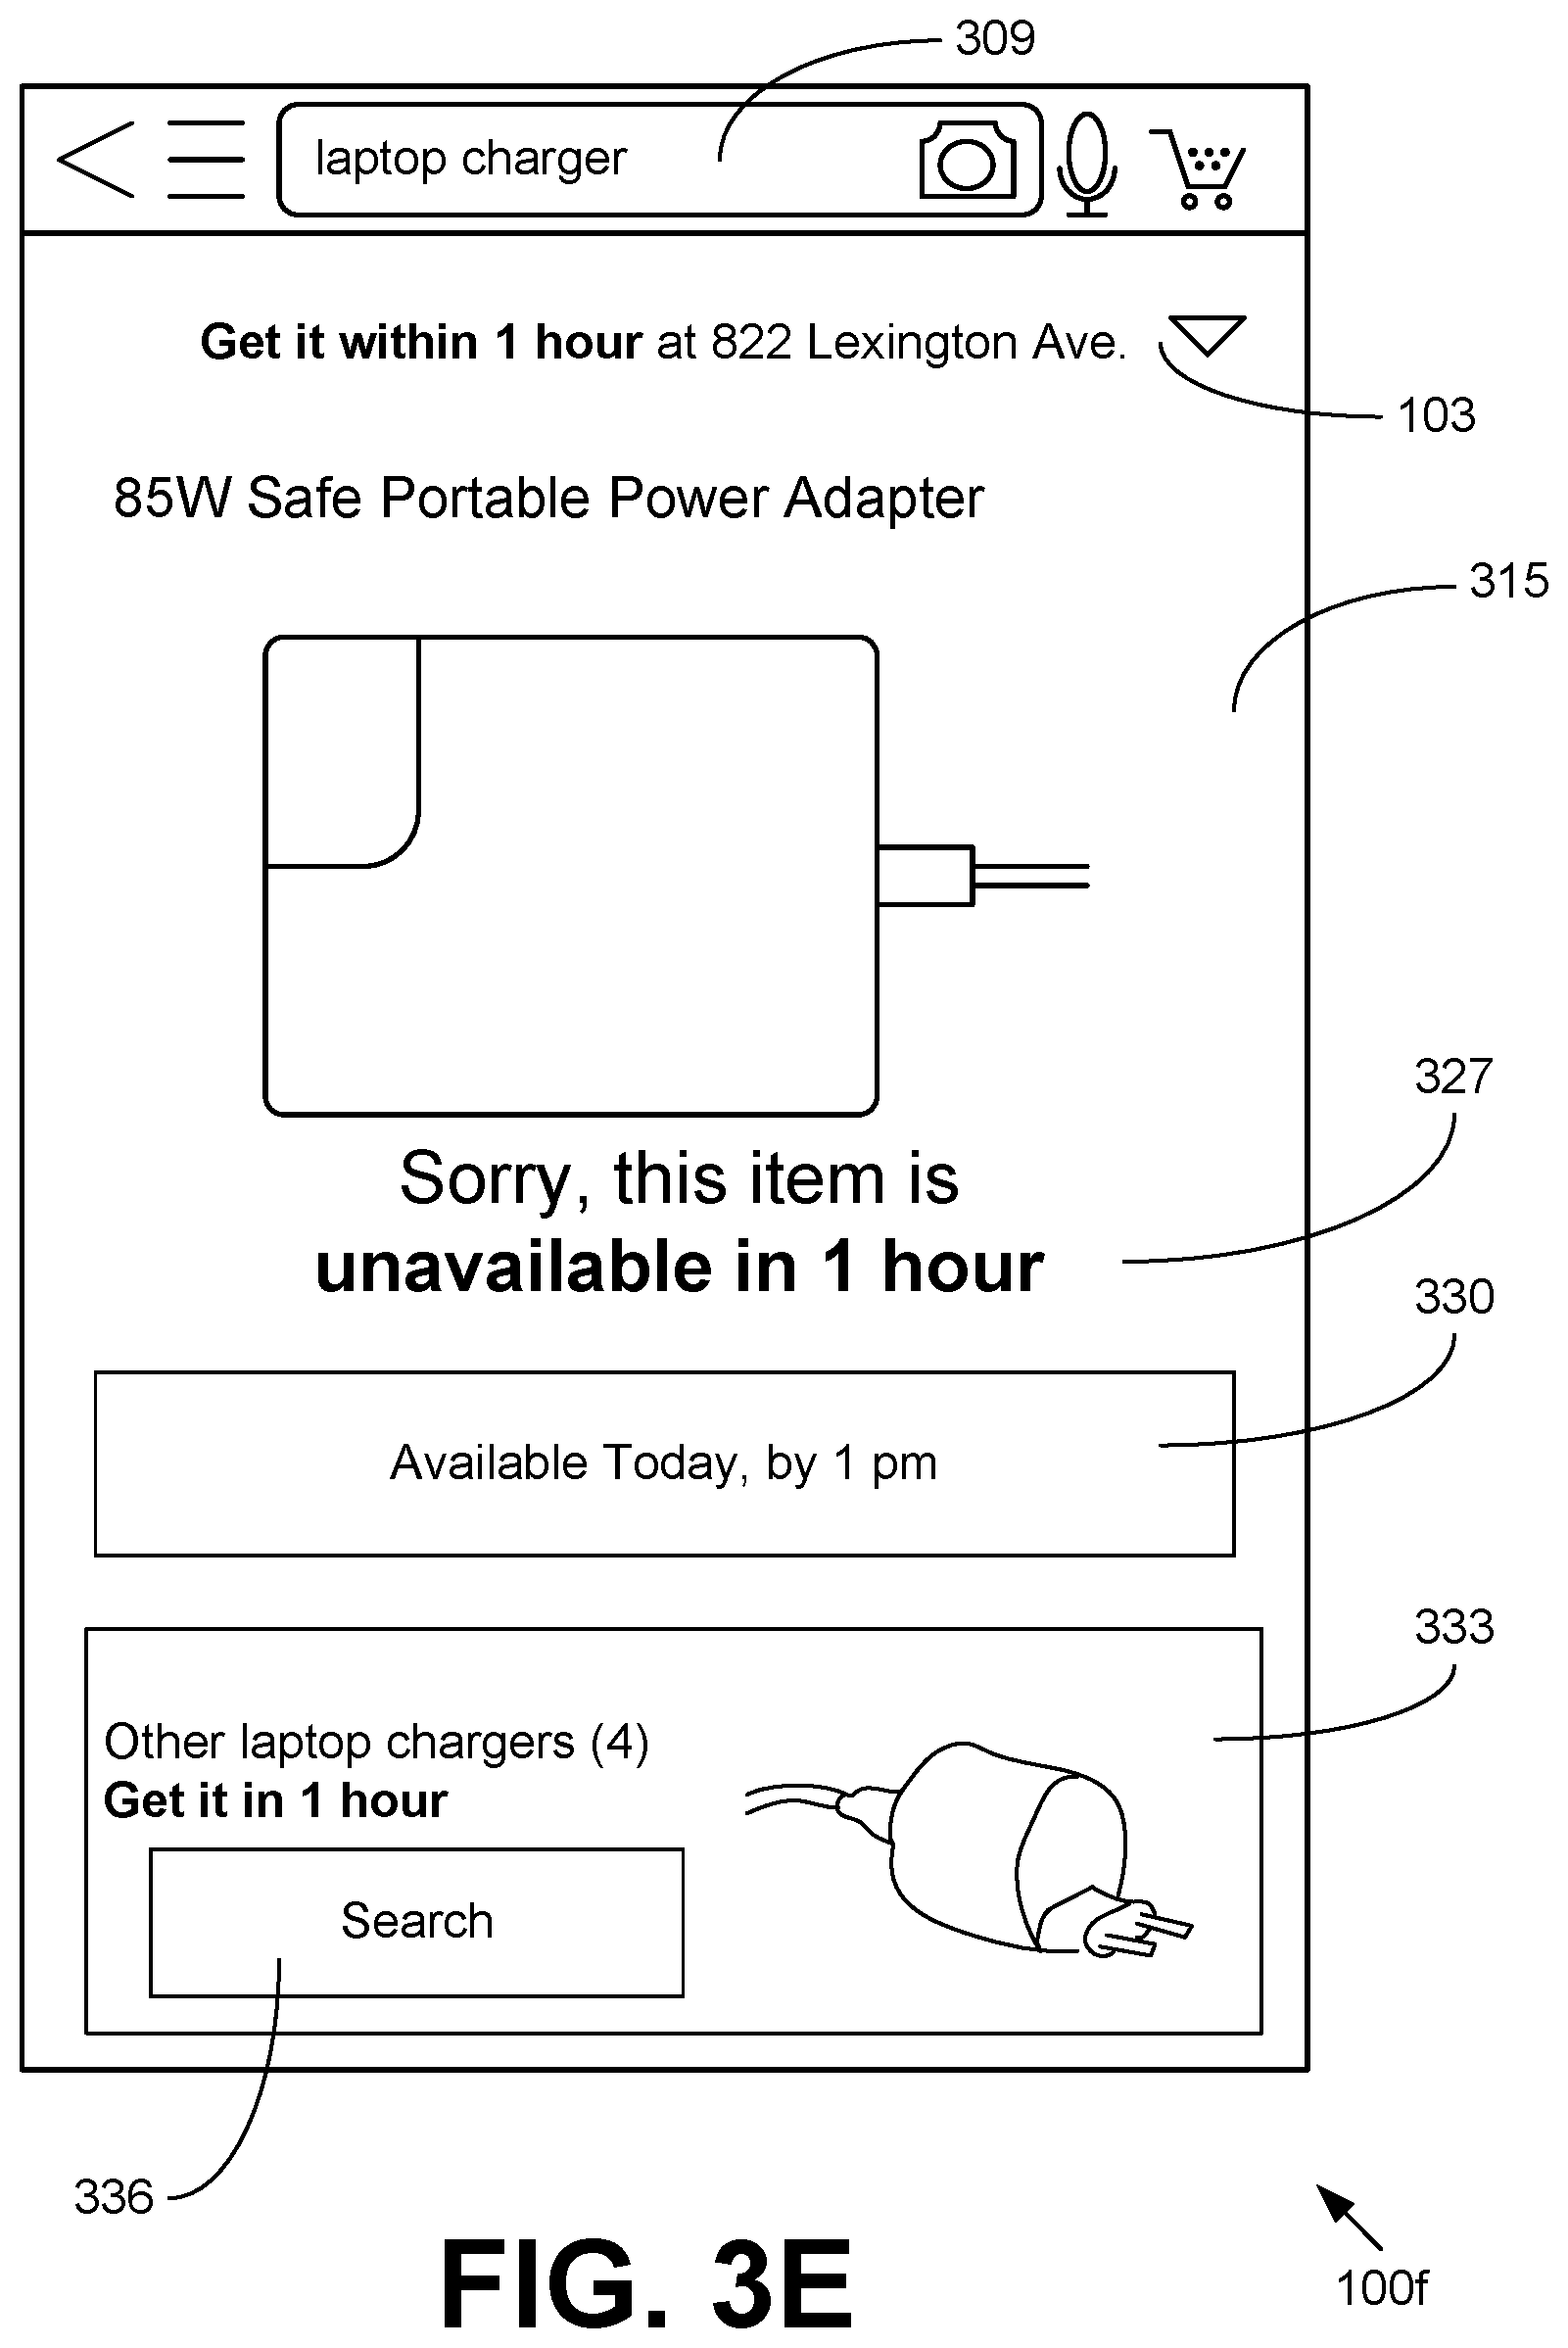 309
laptop charger
Get it within 1 hour at 822 Lexington Ave.
103
85W Safe Portable Power Adapter
315
327
Sorry, this item is
unavailable in 1 hour
330
Available Today, by 1 pm
333
Other laptop chargers (4)
Get it in 1 hour
Search
336
100f
FIG. 3E